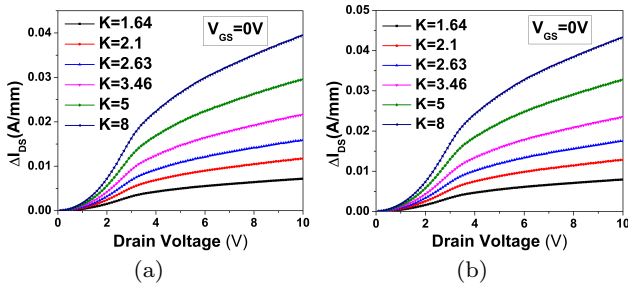 0.04
0.03
0.02
0.01
0.00
ΔI_DS(A/mm)
K=1.64
K=2.1
K=2.63
K=3.46
K=5
K=8
V_GS=0V
0 2 4 6 8 10
Drain Voltage (V)
(a)
0.05
0.04
0.03
0.02
0.01
0.00
ΔI_DS(A/mm)
K=1.64
K=2.1
K=2.63
K=3.46
K=5
K=8
V_GS=0V
0 2 4 6 8 10
Drain Voltage (V)
(b)